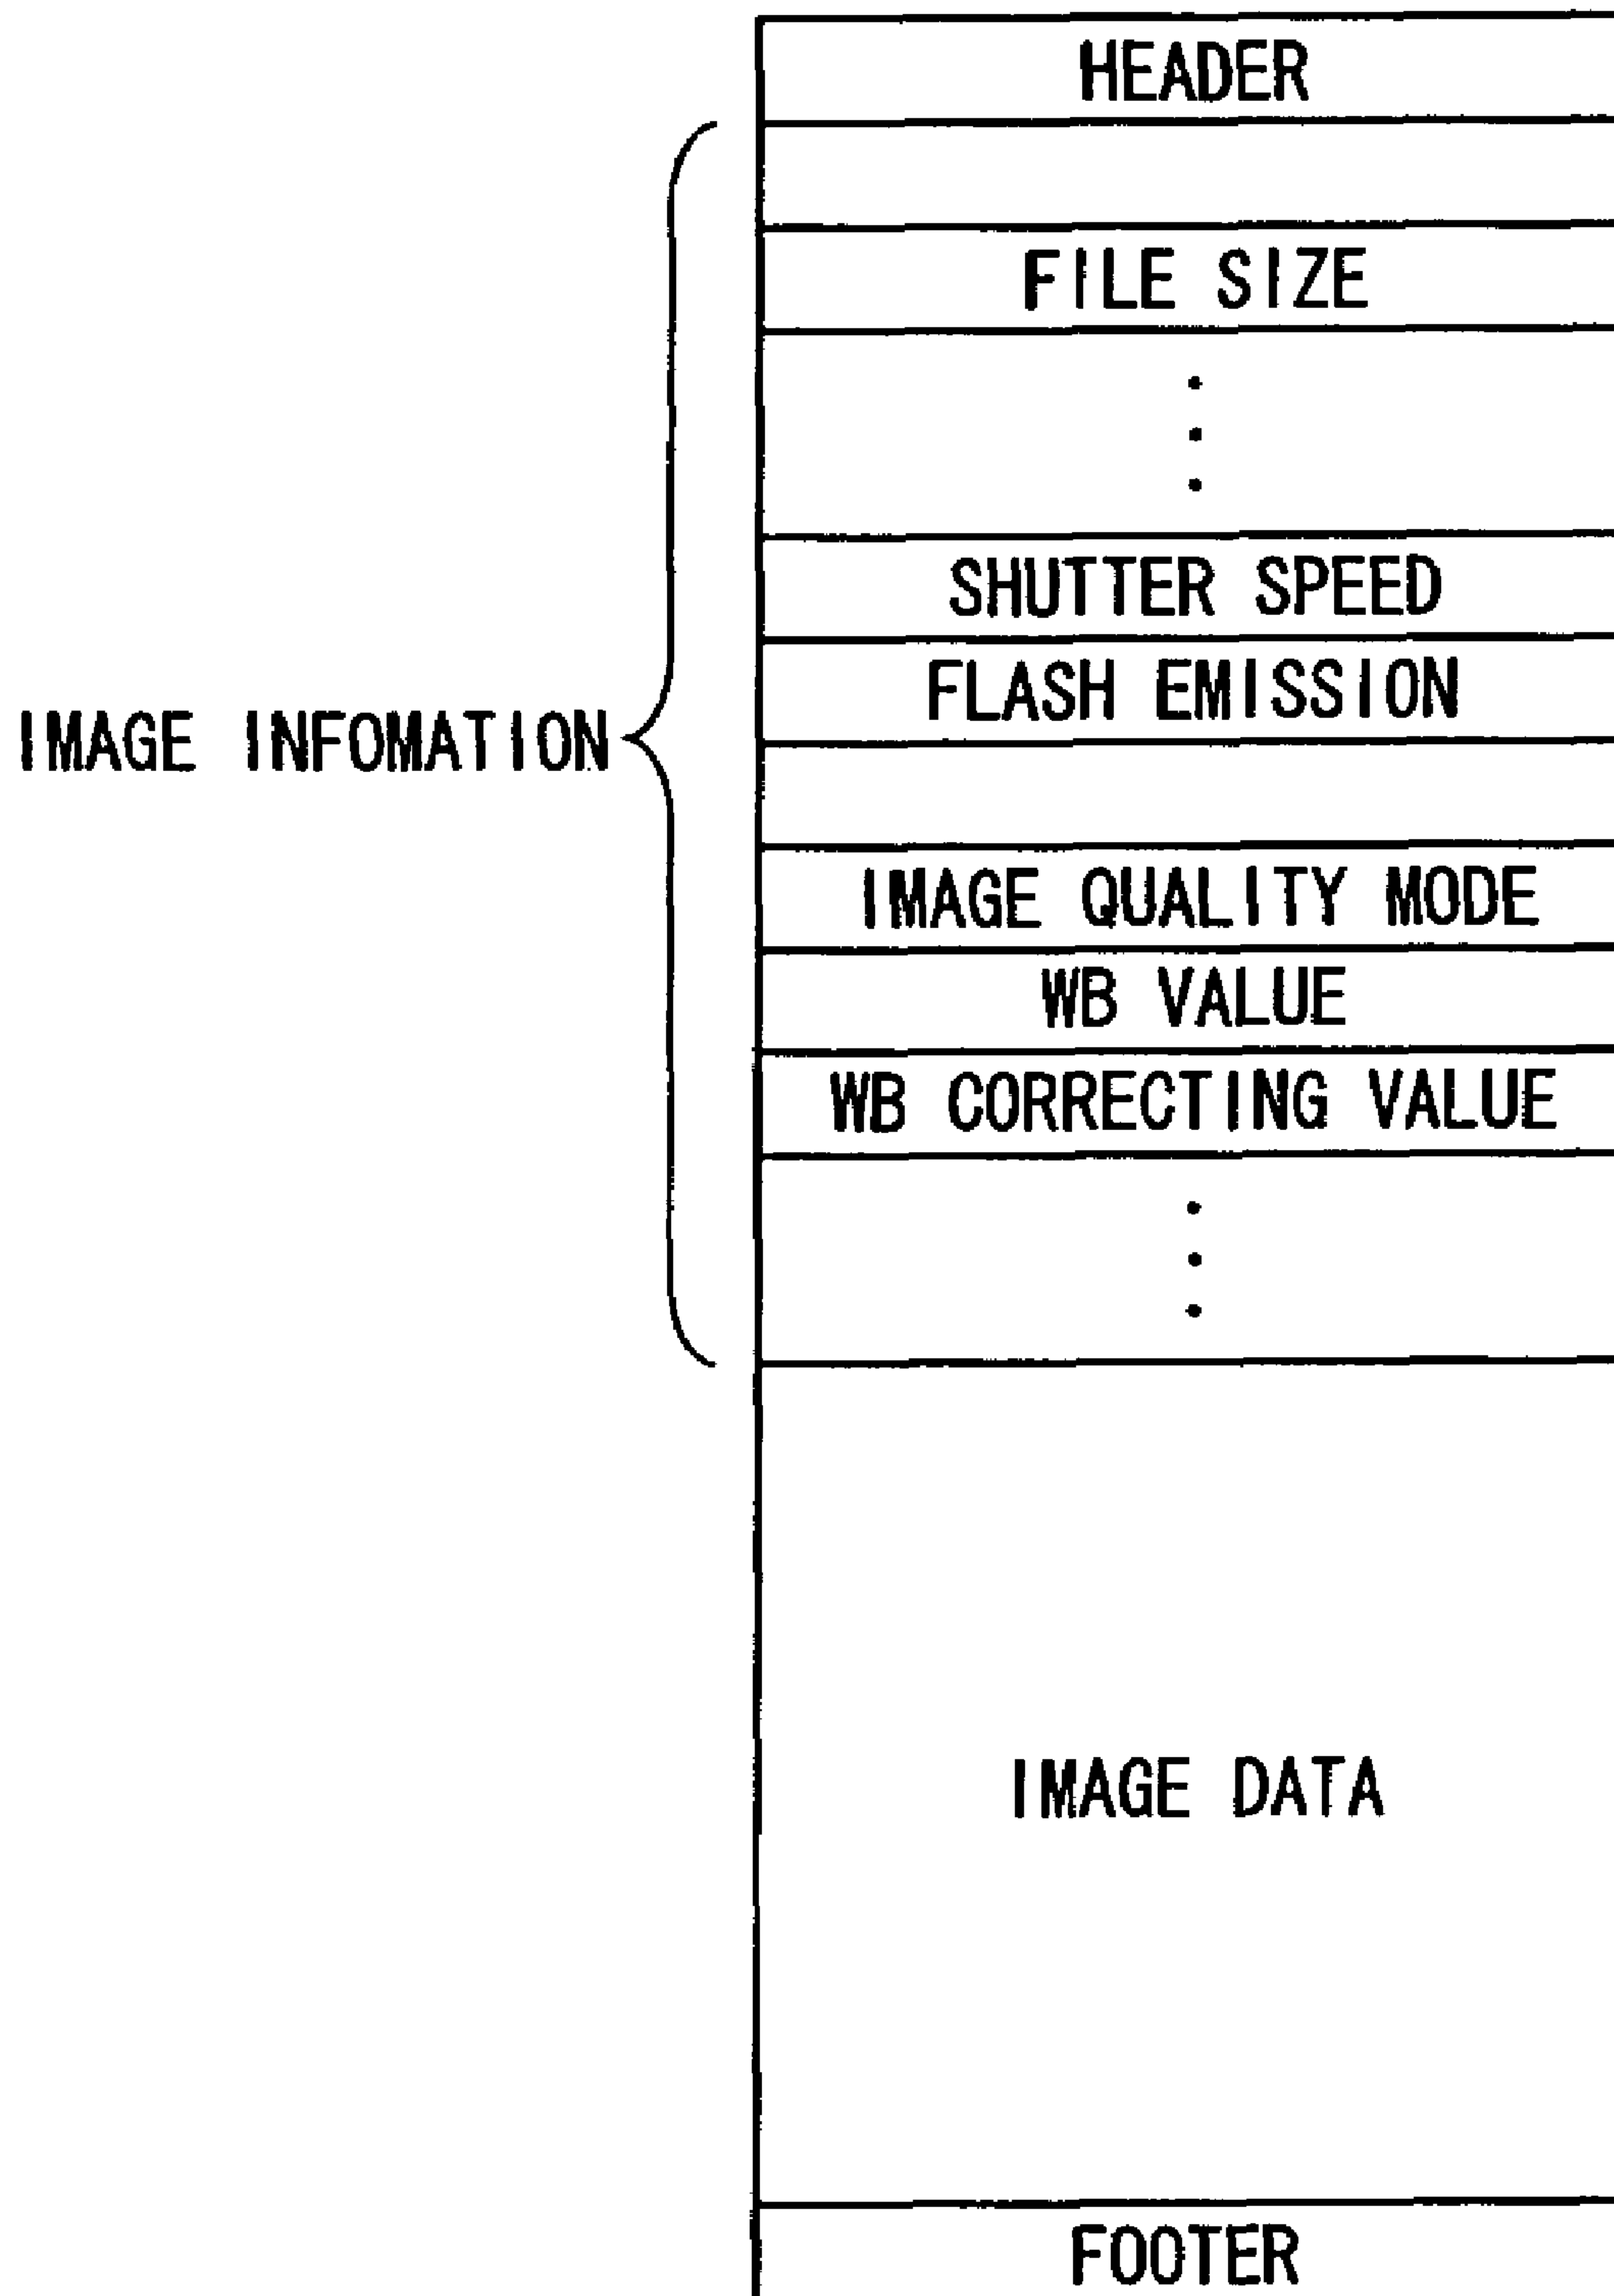 HEADER
FILE SIZE
SHUTTER SPEED
FLASH EMISSION
IMAGE INFOMATION
IMAGE QUALITY MODE
WB VALUE
WB CORRECTING VALUE
IMAGE DATA
FOOTER